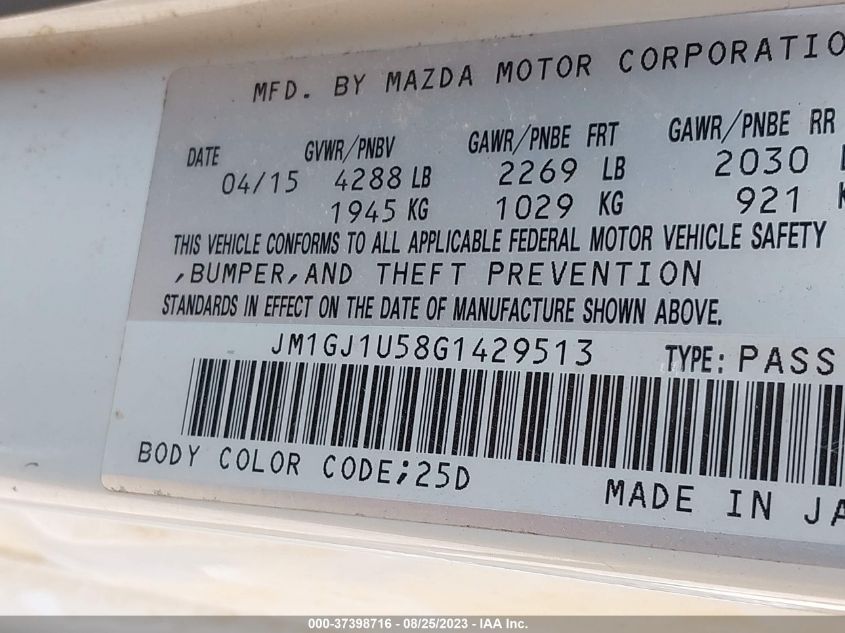 MFD. BY MAZDA MOTOR CORPORATIO
DATE GVWR/PNBV GAWR/PNBE FRT GAWR/PNBE RR
04/15 4288 LB 2269 LB 2030
1945 KG 1029 KG 921
THIS VEHICLE CONFORMS TO ALL APPLICABLE FEDERAL MOTOR VEHICLE SAFETY
,BUMPER,AND THEFT PREVENTION
STANDARDS IN EFFECT ON THE DATE OF MANUFACTURE SHOWN ABOVE.
JM1GJ1U58G1429513 TYPE: PASS
BODY COLOR CODE;25D
MADE IN JA
000-37398716 - 08/25/2023 - IAA Inc.